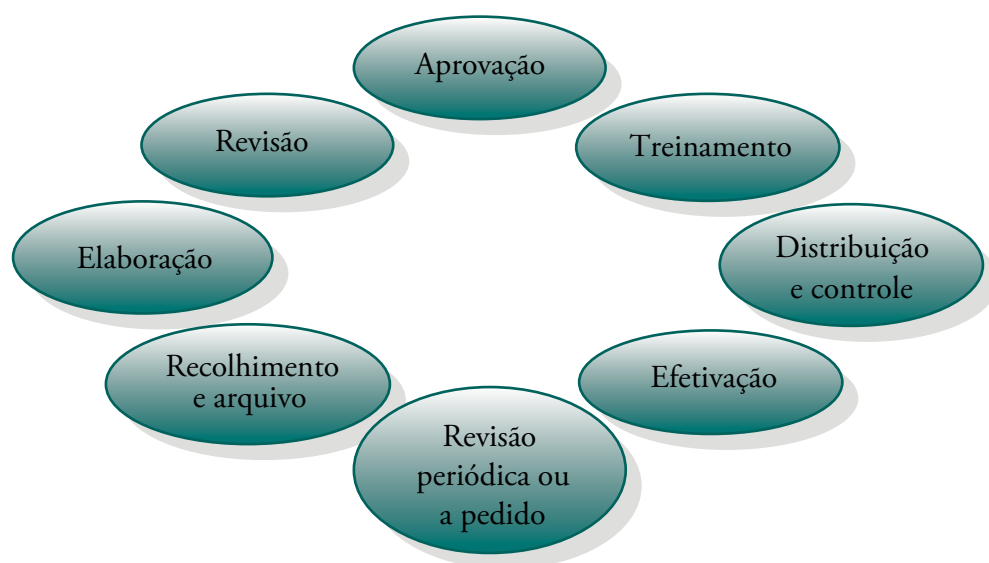 Aprovação
Revisão
Treinamento
Elaboração
Distribuição
e controle
Recolhimento
e arquivo
Efetivação
Revisão
periódica ou
a pedido